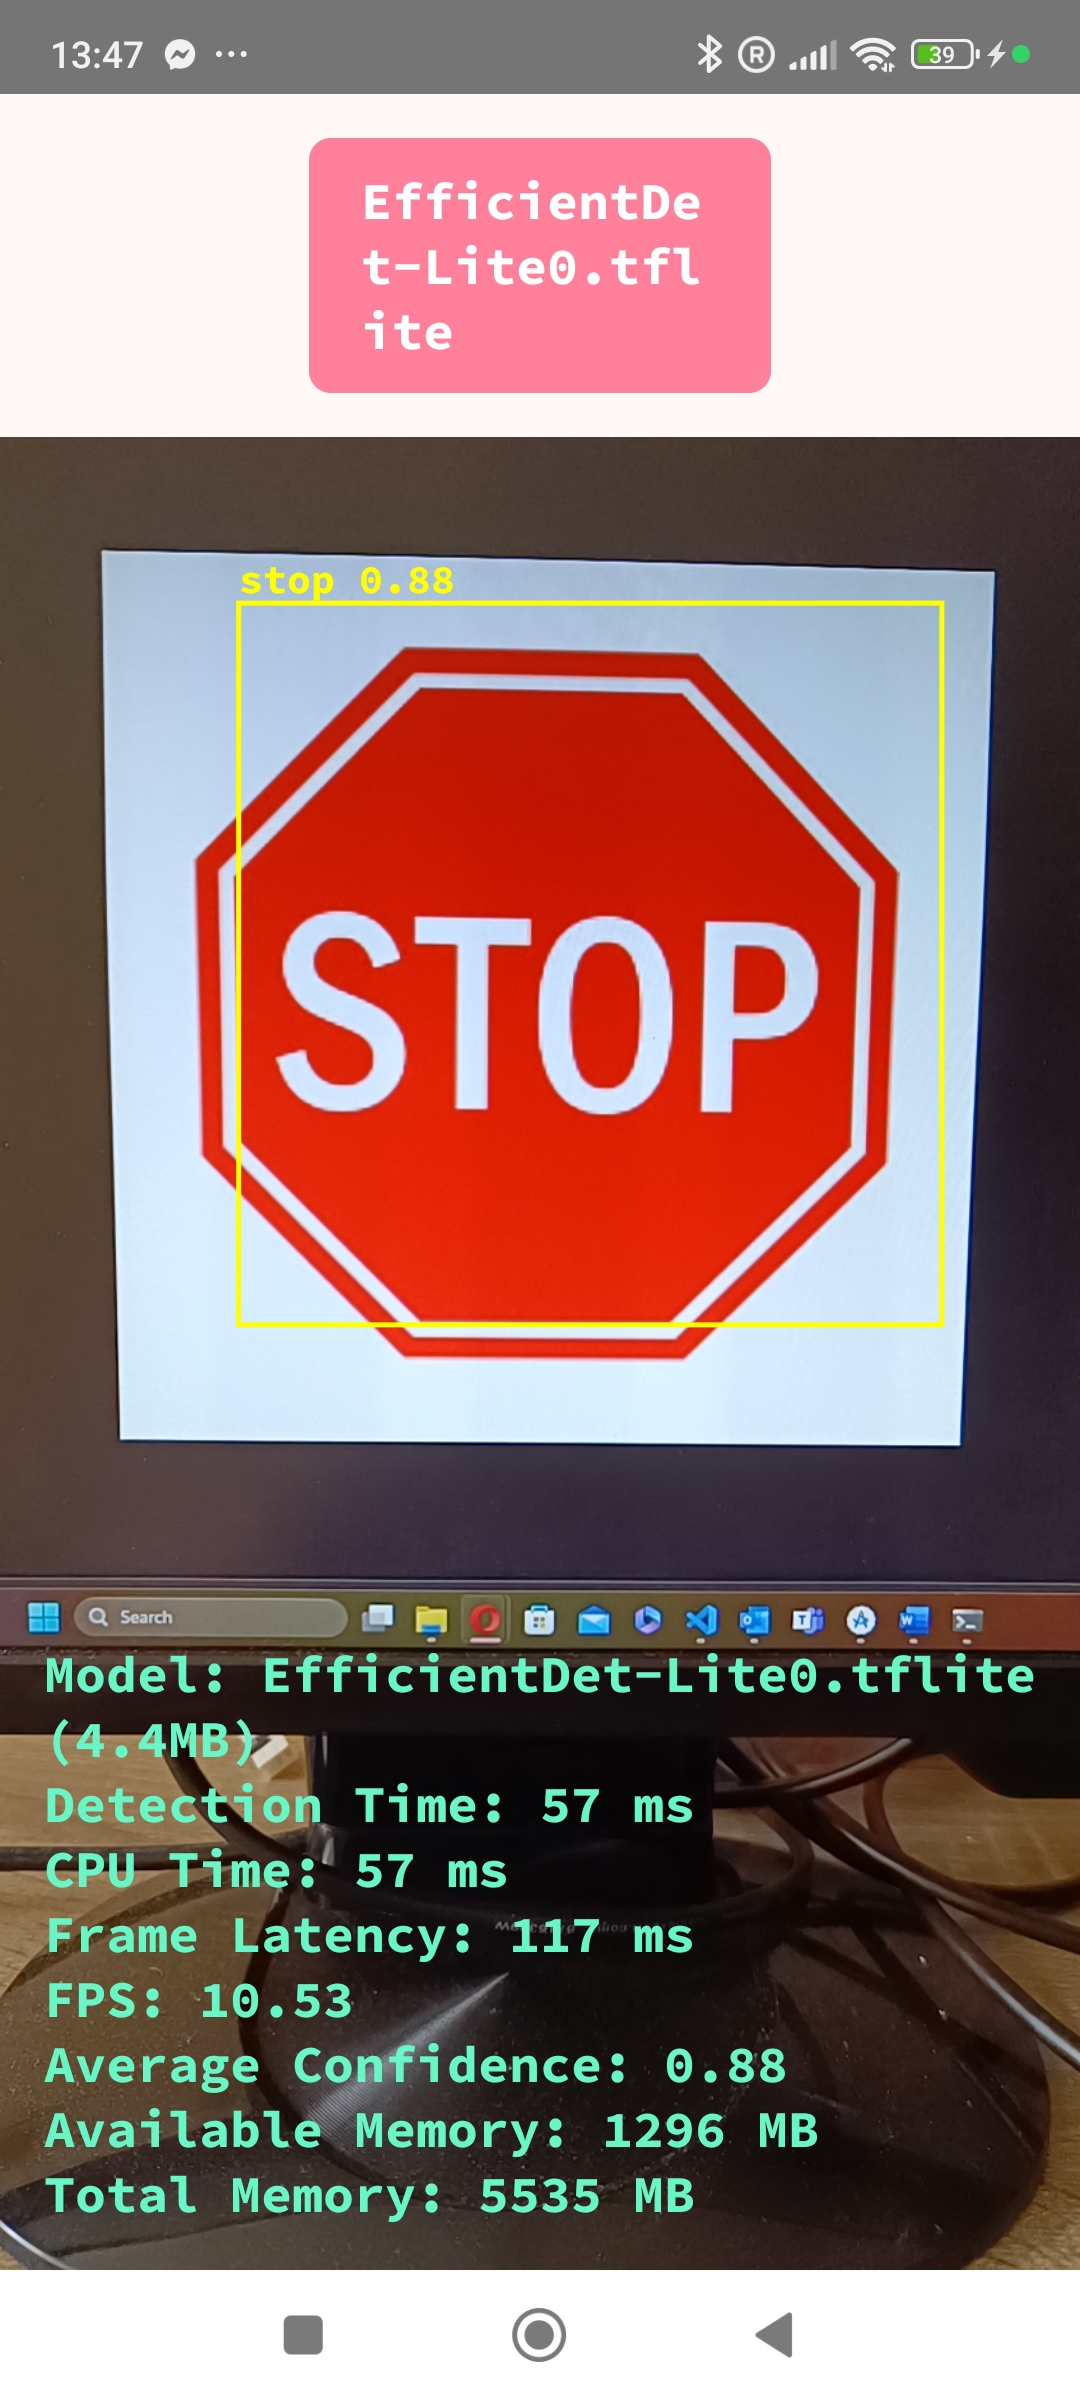 13:47
R
39
EfficientDe
t-Lite0.tfl
ite
stop 0.88
STOP
Search
Model: EfficientDet-Lite0.tflite
(4.4MB)
Detection Time: 57 ms
CPU Time: 57 ms
Frame Latency: 117 ms
FPS: 10.53
Average Confidence: 0.88
Available Memory: 1296 MB
Total Memory: 5535 MB